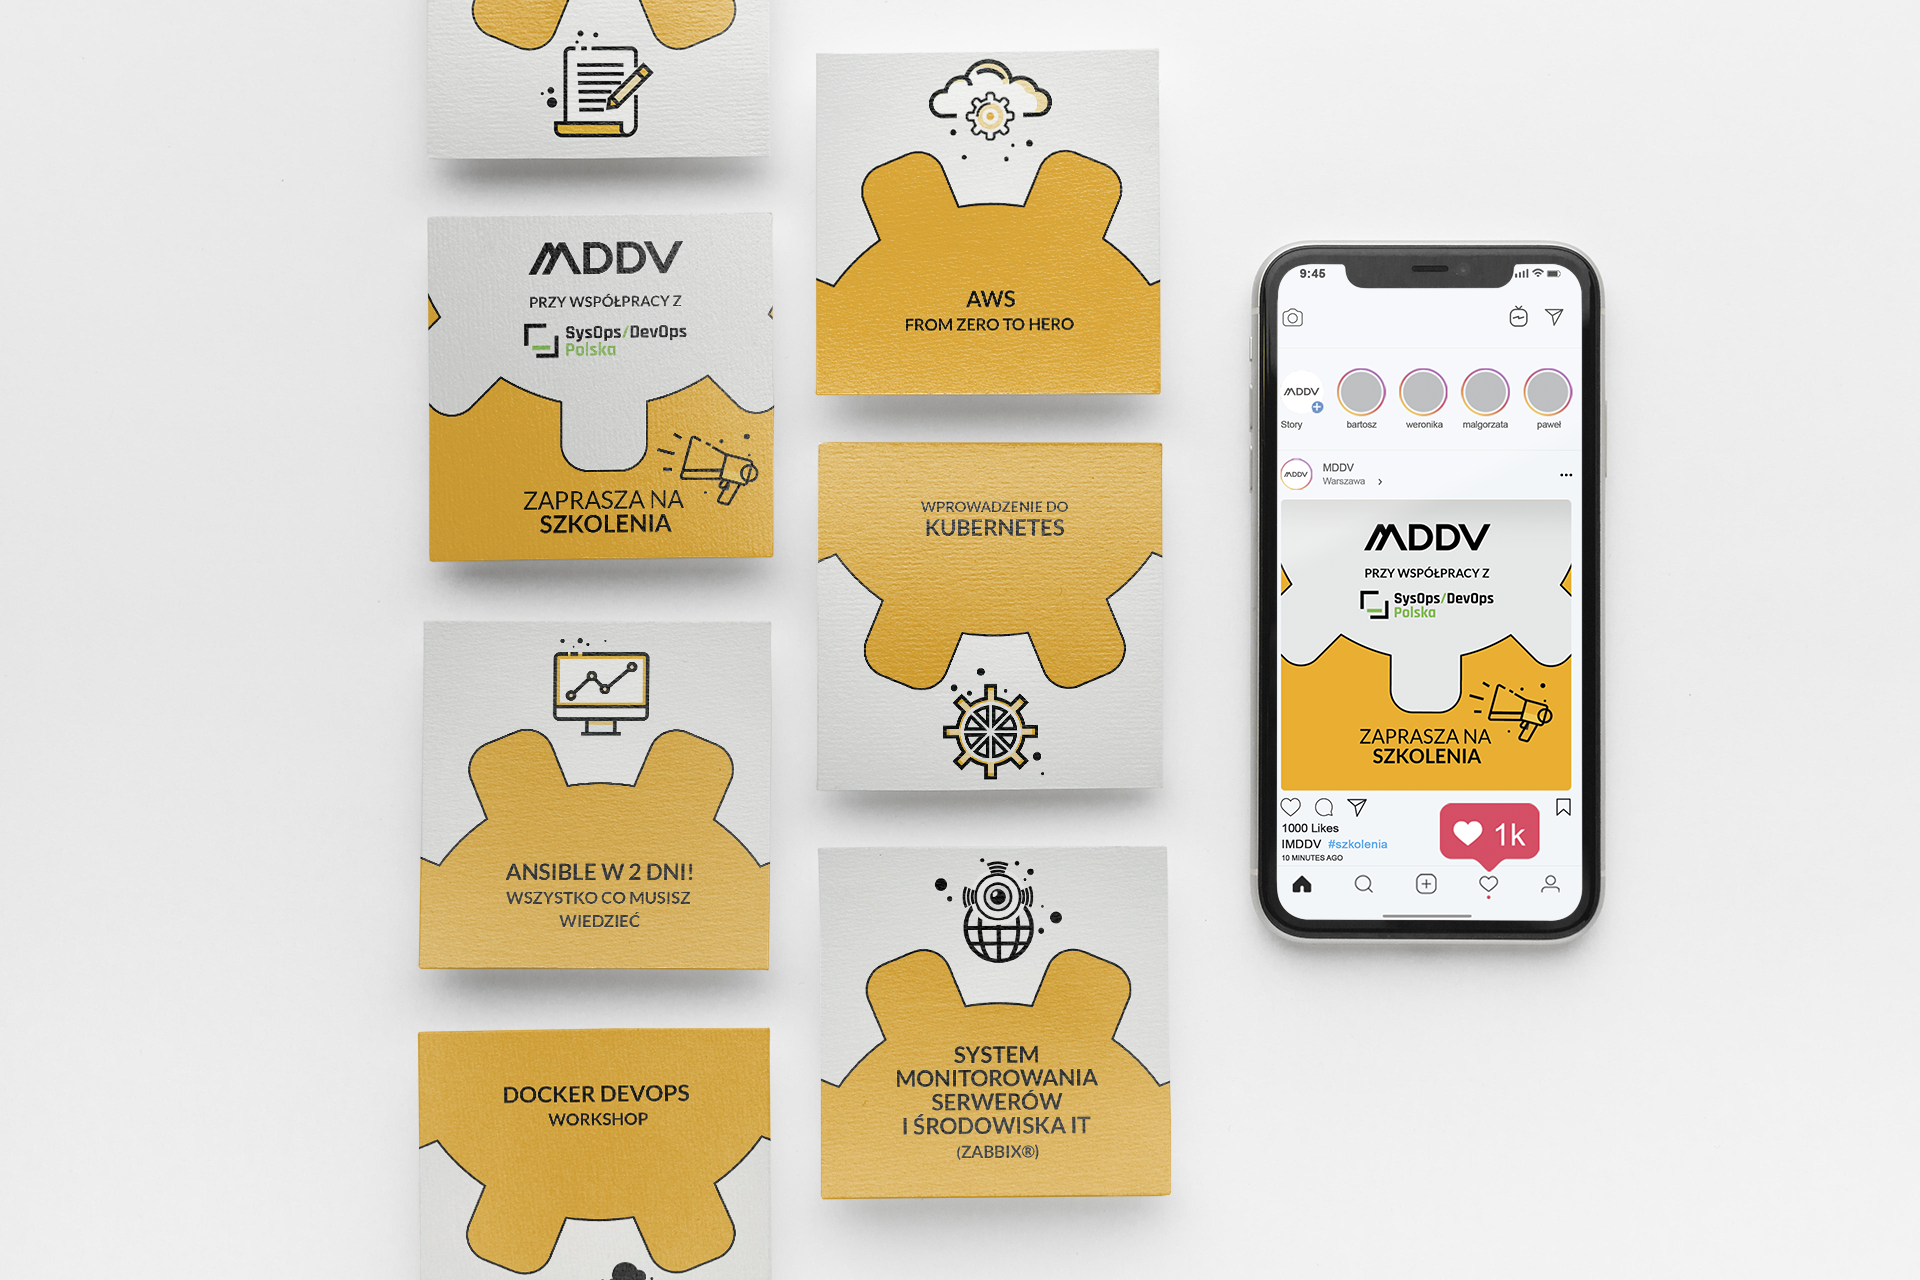 MDDV
PRZY WSPÓŁPRACY Z
SysOps/DevOps
Polska
ZAPRASZA NA
SZKOLENIA
ANSIBLE W 2 DNI!
WSZYSTKO CO MUSISZ
WIEDZIEĆ
DOCKER DEVOPS
WORKSHOP
AWS
FROM ZERO TO HERO
WPROWADZENIE DO
KUBERNETES
SYSTEM
MONITOROWANIA
SERWERÓW
I ŚRODOWISKA IT
(ZABBIX®)
9:45
MDDV
Story
bartosz
weronika
malgorzata
paweł
MDDV
MDDV
Warszawa
MDDV
PRZY WSPÓŁPRACY Z
SysOps/DevOps
Polska
ZAPRASZA NA
SZKOLENIA
1000 Likes
1k
IMDDV #szkolenia
10 MINUTES AGO